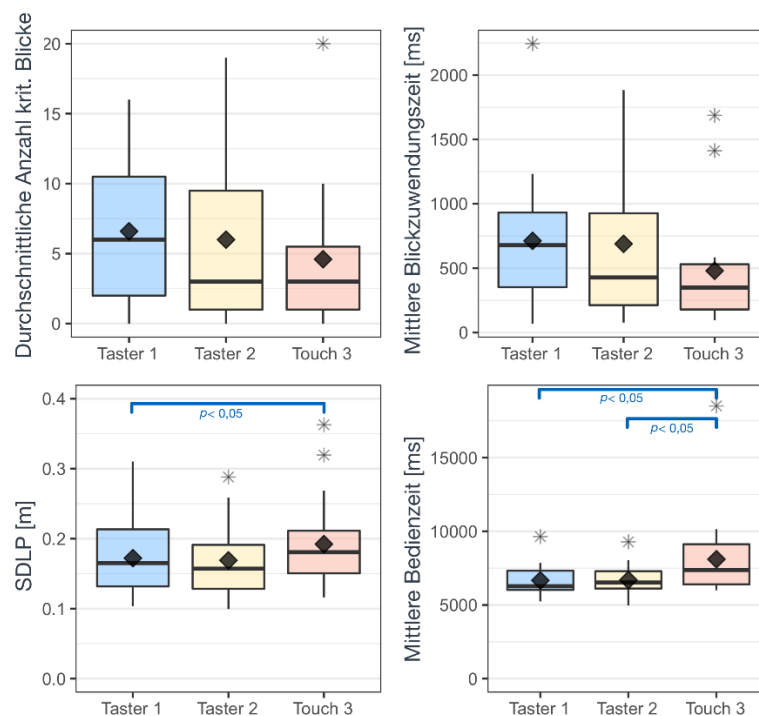 Durchschnittliche Anzahl krit. Blicke
20
15
10
5
0
Taster 1 Taster 2 Touch 3
Mittlere Blickzuwendungszeit [ms]
2000
1500
1000
500
0
Taster 1 Taster 2 Touch 3
SDLP [m]
0.4
0.3
0.2
0.1
0.0
p< 0,05
Taster 1 Taster 2 Touch 3
Mittlere Bedienzeit [ms]
15000
10000
5000
0
p< 0,05
p< 0,05
Taster 1 Taster 2 Touch 3